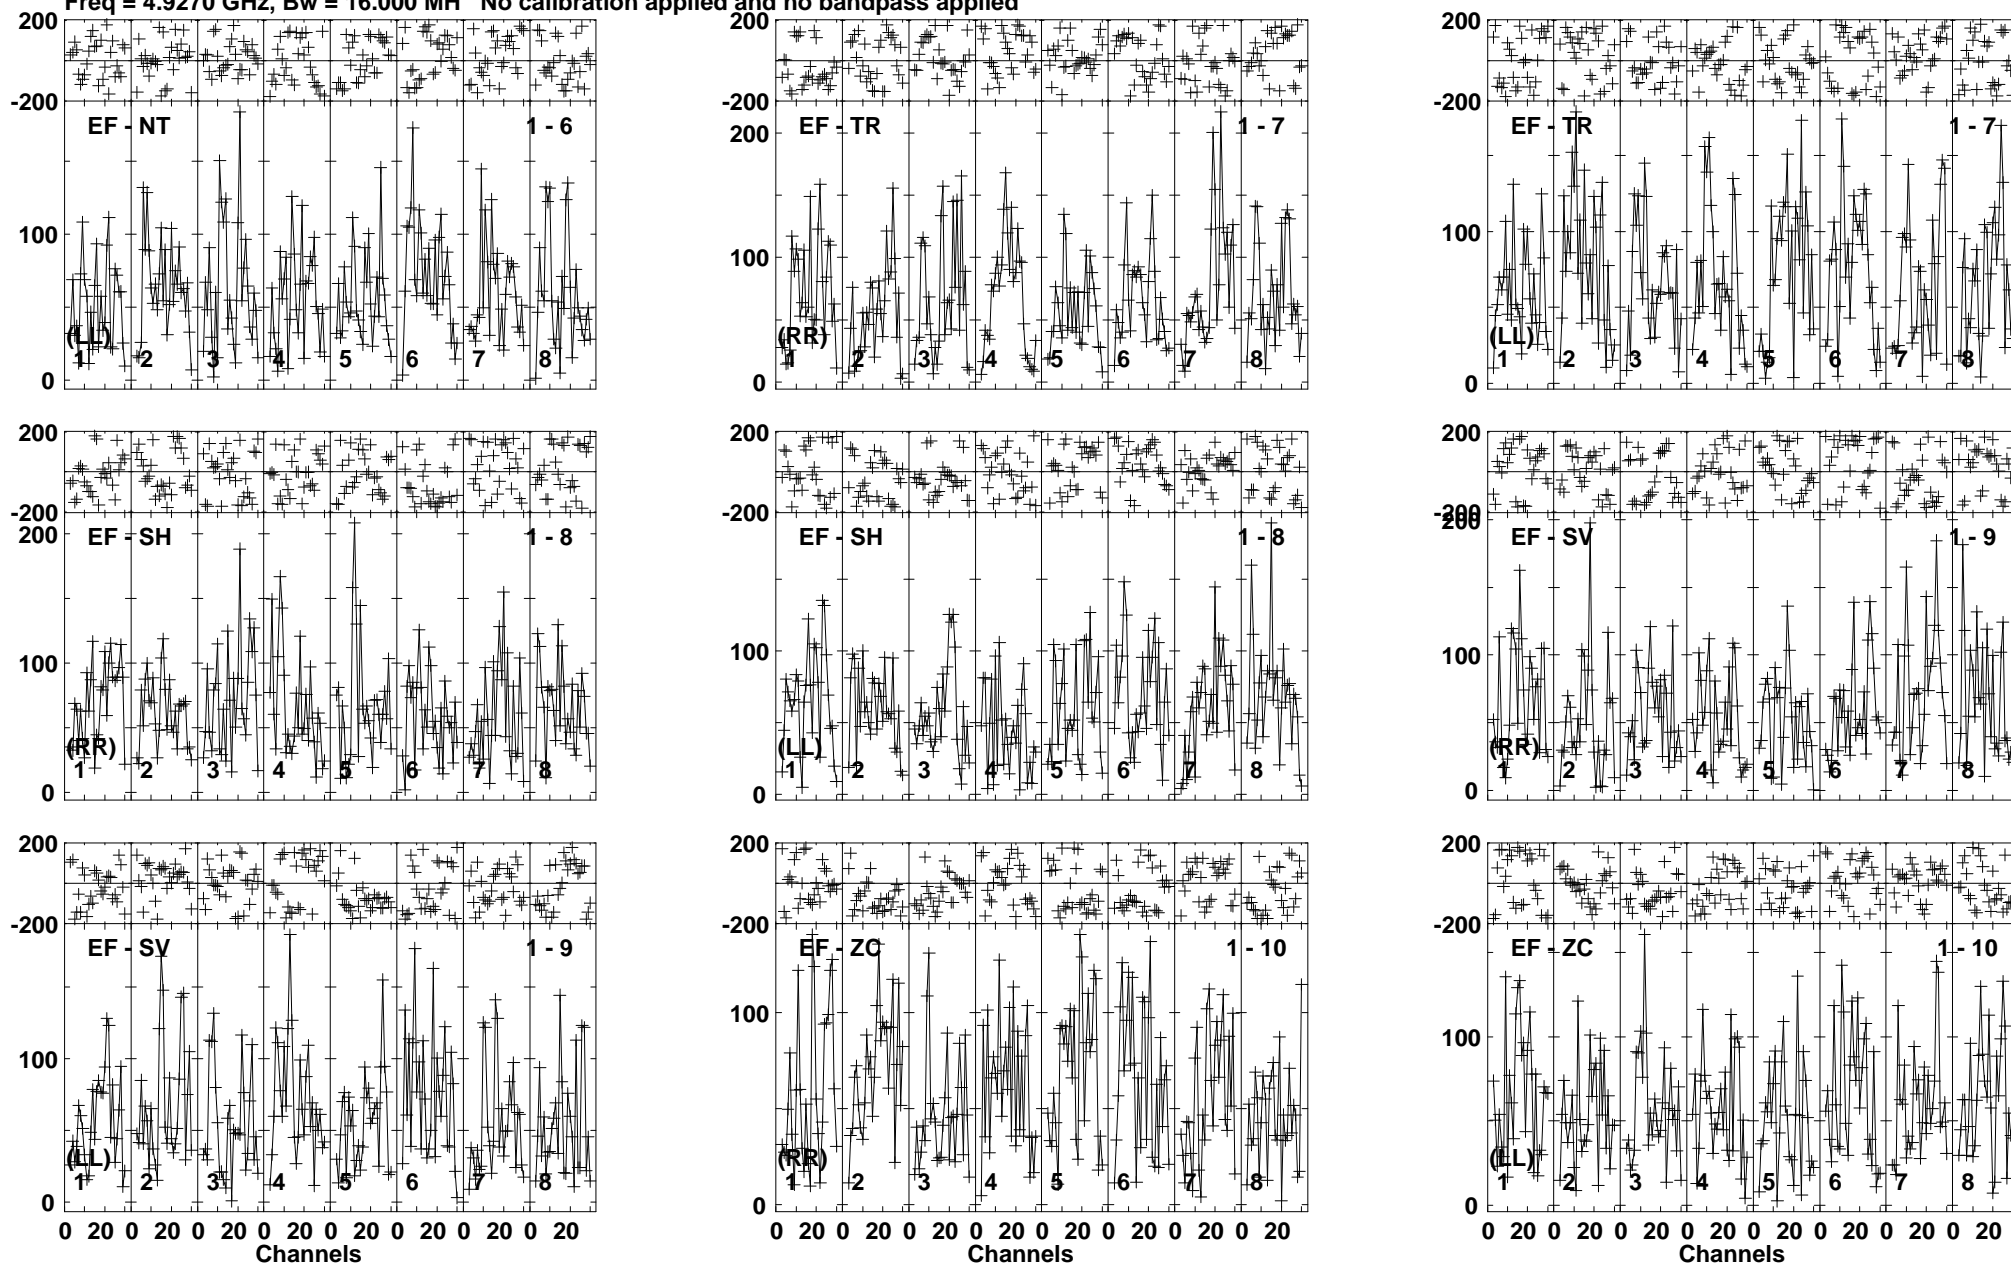 Freq = 4.9270 GHz, Bw = 16.000 MH No calibration applied and no bandpass applied
200 200 200
-200 -200 -200
EF - NT 1 - 6 EF - TR 1 - 7 EF - TR 1 - 7
200
100 100 100
(LL) (RR) (LL)
1 2 3 4 5 6 7 8 1 2 3 4 5 6 7 8 1 2 3 4 5 6 7 8
0 0 0
200 200 200
-200 -200 -200
200 200
EF - SH 1 - 8 EF - SH 1 - 8 EF - SV 1 - 9
100 100 100
(RR) (LL) (RR)
1 2 3 4 5 6 7 8 1 2 3 4 5 6 7 8 1 2 3 4 5 6 7 8
0 0 0
200 200 200
-200 -200 -200
EF - SV 1 - 9 EF - ZC 1 - 10 EF - ZC 1 - 10
100 100 100
(LL) (RR) (LL)
1 2 3 4 5 6 7 8 1 2 3 4 5 6 7 8 1 2 3 4 5 6 7 8
0 0 0
0 20 0 20 0 20 0 20 0 20 0 20 0 20 0 20 0 20 0 20 0 20 0 20 0 20 0 20 0 20 0 20 0 20 0 20 0 20 0 20 0 20 0 20 0 20 0 20
Channels Channels Channels